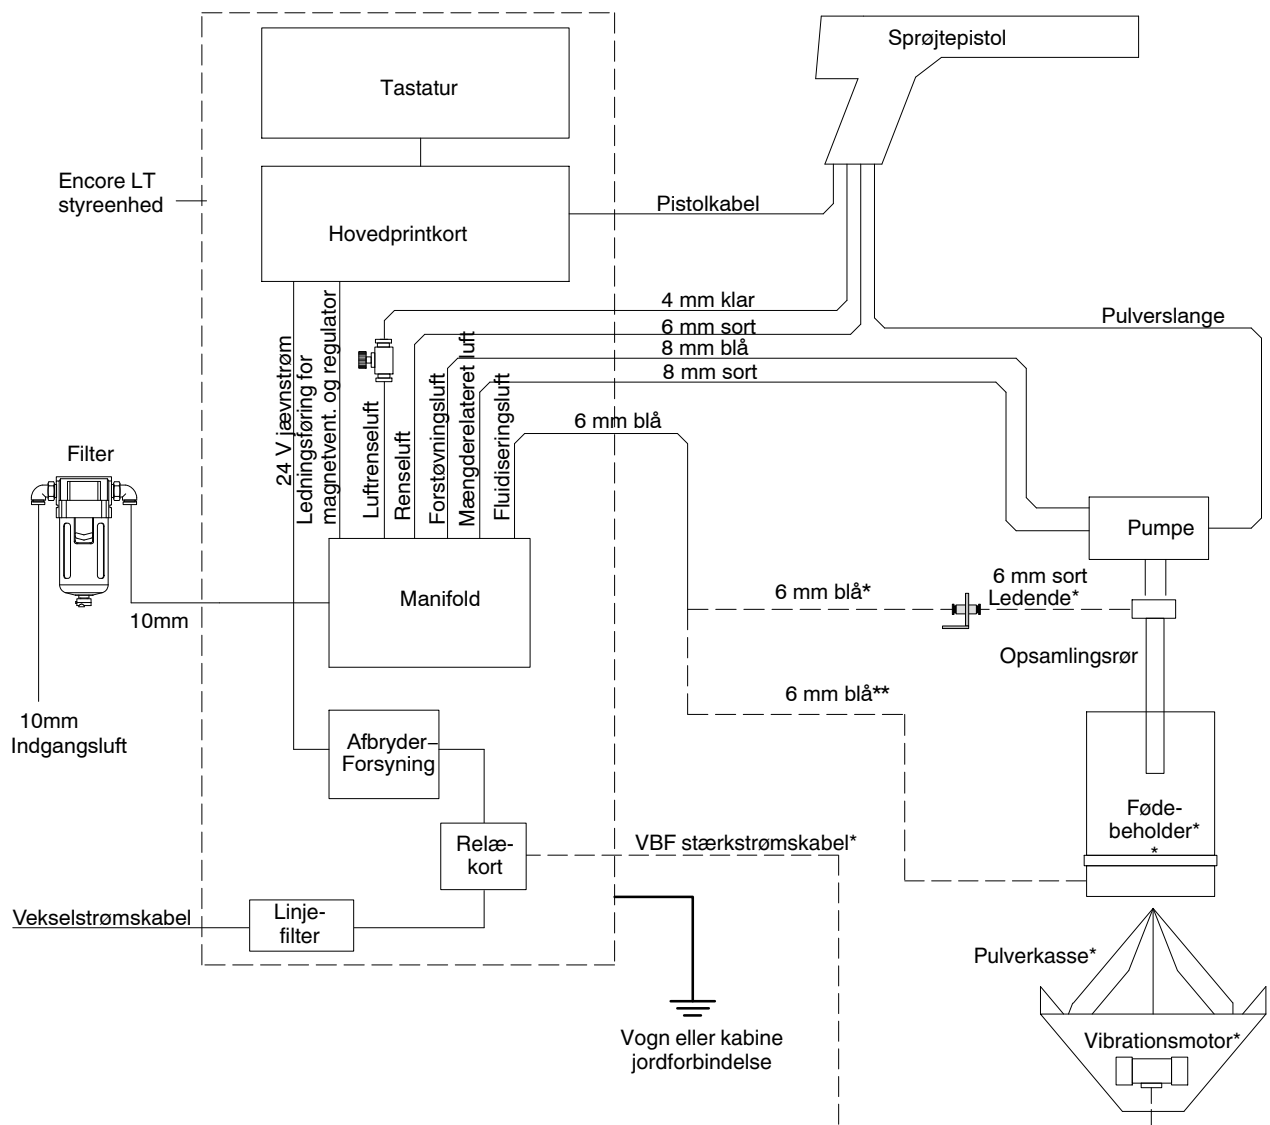 Sprøjtepistol
Tastatur
Encore LT
styreenhed
Pistolkabel
Hovedprintkort
4 mm klar
6 mm sort
Pulverslange
8 mm blå
8 mm sort
6 mm blå
24 V jævnstrøm
Ledningsføring for
magnetvent. og regulator
Luftrenseluft
Renseluft
Forstøvningsluft
Mængderelateret luft
Fluidiseringsluft
Filter
Pumpe
6 mm sort
Ledende*
6 mm blå*
Manifold
10mm
Opsamlingsrør
6 mm blå**
10mm
Indgangsluft
Afbryder–
Forsyning
Føde-
beholder*
*
Relæ-
kort
VBF stærkstrømskabel*
Vekselstrømskabel
Linje-
filter
Pulverkasse*
Vogn eller kabine
jordforbindelse
Vibrationsmotor*